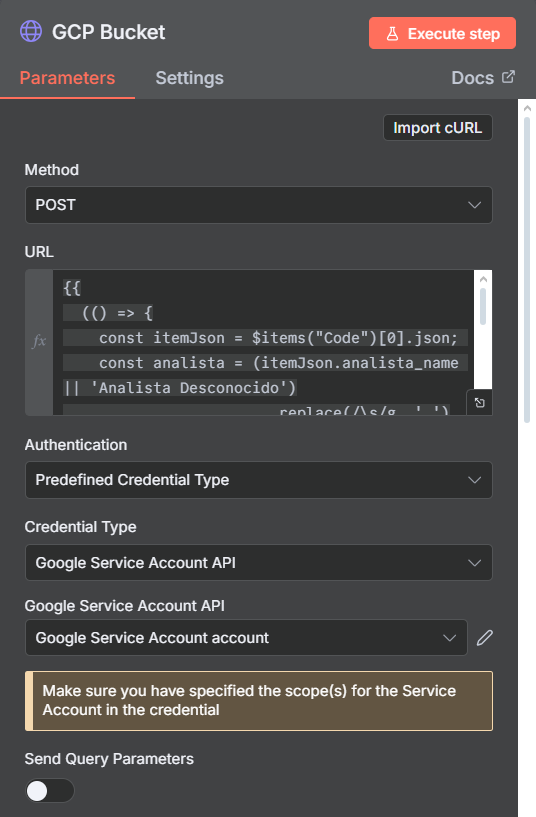 GCP Bucket
Execute step
Parameters
Settings
Docs
Import cURL
Method
POST
URL
fx
{{
(() => {
const itemJson = $items("Code")[0].json;
const analista = (itemJson.analista_name
|| 'Analista Desconocido')
.replace(/\s/g, '_')
Authentication
Predefined Credential Type
Credential Type
Google Service Account API
Google Service Account API
Google Service Account account
Make sure you have specified the scope(s) for the Service
Account in the credential
Send Query Parameters